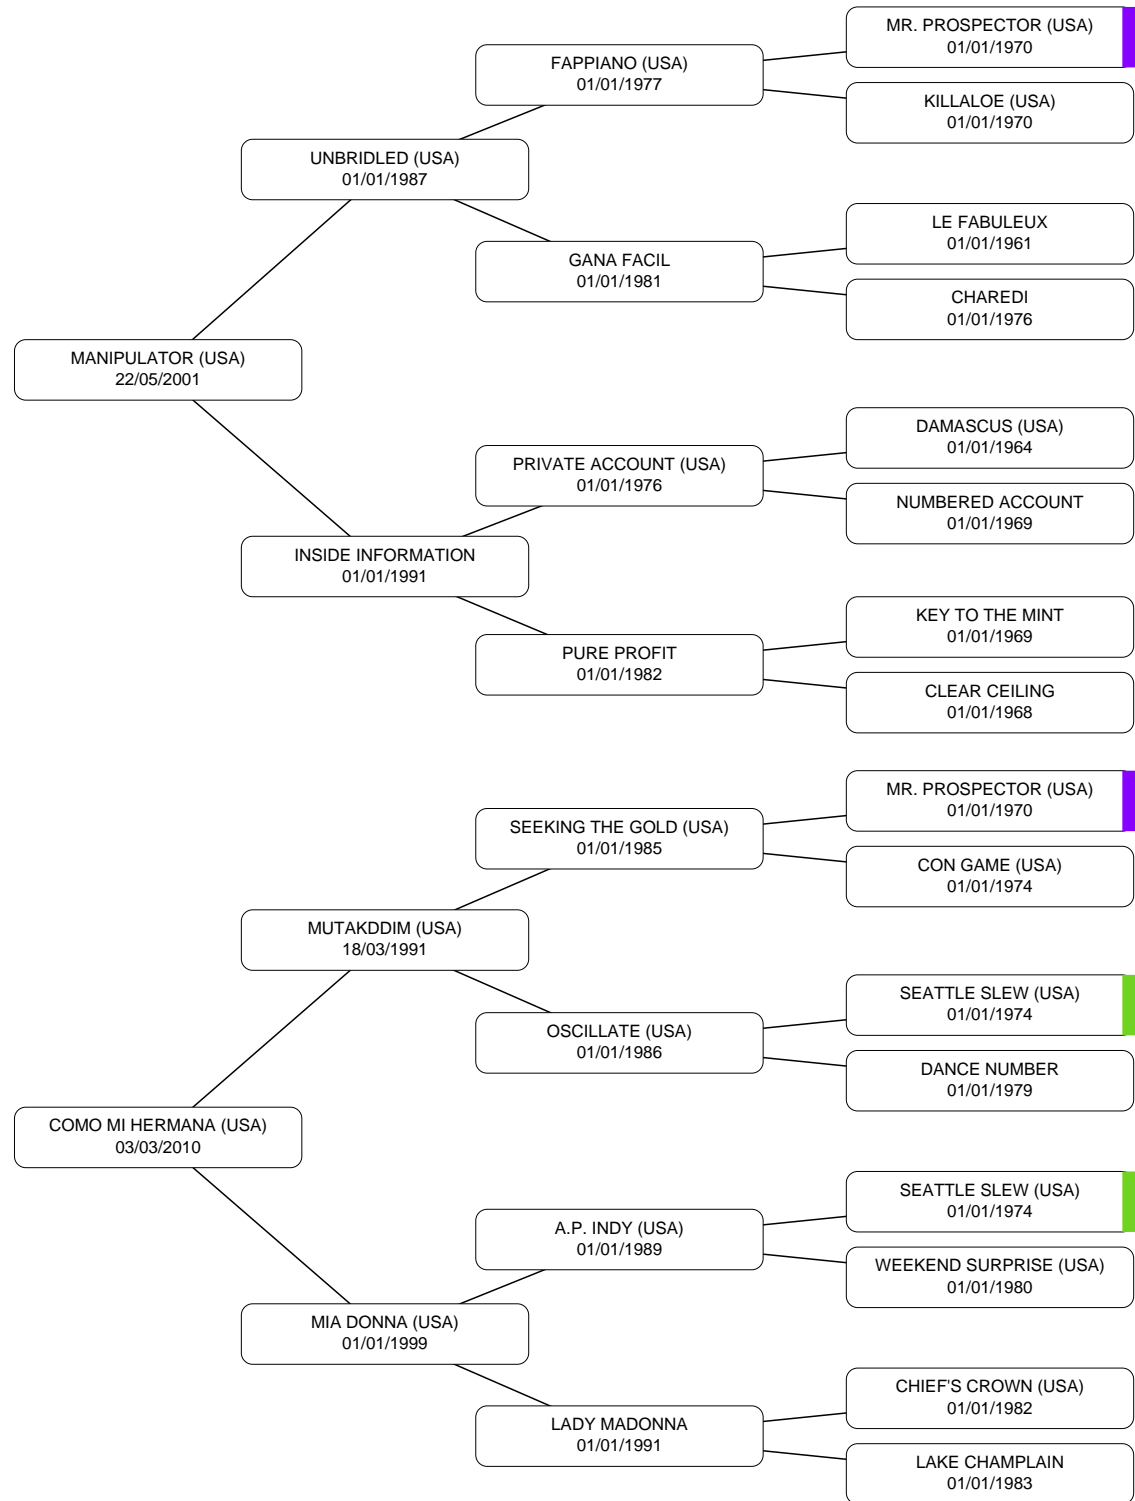 MR. PROSPECTOR (USA)
01/01/1970
FAPPIANO (USA)
01/01/1977
KILLALOE (USA)
01/01/1970
UNBRIDLED (USA)
01/01/1987
LE FABULEUX
01/01/1961
GANA FACIL
01/01/1981
CHAREDI
01/01/1976
MANIPULATOR (USA)
22/05/2001
DAMASCUS (USA)
01/01/1964
PRIVATE ACCOUNT (USA)
01/01/1976
NUMBERED ACCOUNT
01/01/1969
INSIDE INFORMATION
01/01/1991
KEY TO THE MINT
01/01/1969
PURE PROFIT
01/01/1982
CLEAR CEILING
01/01/1968
MR. PROSPECTOR (USA)
01/01/1970
SEEKING THE GOLD (USA)
01/01/1985
CON GAME (USA)
01/01/1974
MUTAKDDIM (USA)
18/03/1991
SEATTLE SLEW (USA)
01/01/1974
OSCILLATE (USA)
01/01/1986
DANCE NUMBER
01/01/1979
COMO MI HERMANA (USA)
03/03/2010
SEATTLE SLEW (USA)
01/01/1974
A.P. INDY (USA)
01/01/1989
WEEKEND SURPRISE (USA)
01/01/1980
MIA DONNA (USA)
01/01/1999
CHIEF'S CROWN (USA)
01/01/1982
LADY MADONNA
01/01/1991
LAKE CHAMPLAIN
01/01/1983